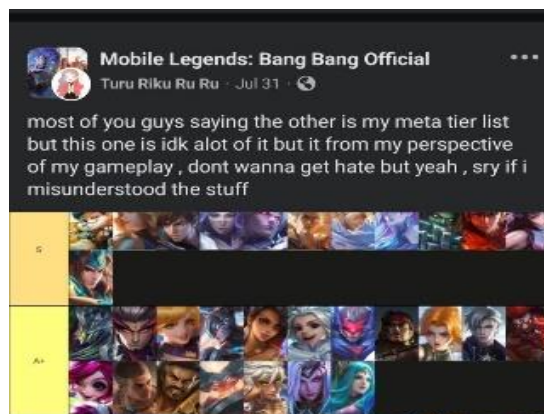 Mobile Legends: Bang Bang Official
Turu Riku Ru Ru · Jul 31 ·
most of you guys saying the other is my meta tier list
but this one is idk alot of it but it from my perspective
of my gameplay , dont wanna get hate but yeah , sry if i
misunderstood the stuff
S
A+